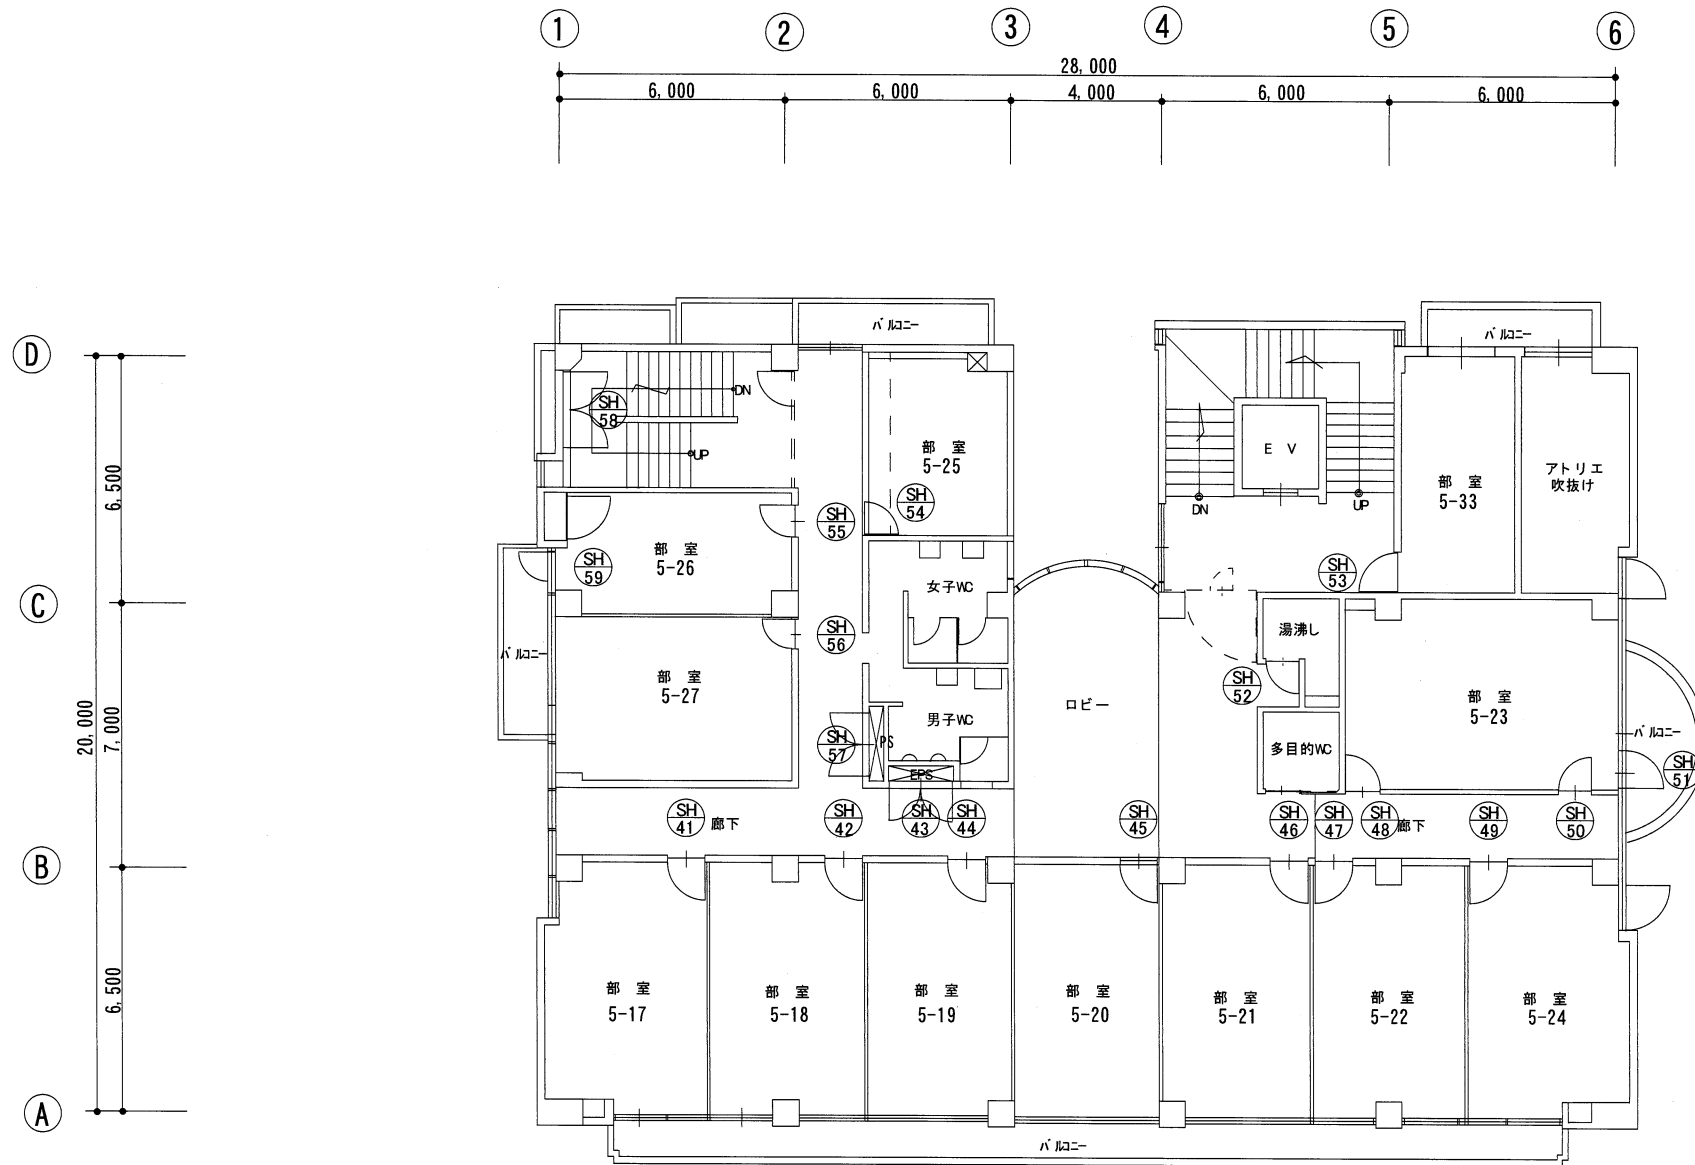 1
2
3
4
5
6
28,000
6,000
6,000
4,000
6,000
6,000
D
C
B
A
20,000
6,500
7,000
6,500
バルコニー
バルコニー
DN
SH
58
UP
部 室
5-25
SH
54
SH
55
E V
DN
UP
部 室
5-33
アトリエ
吹抜け
部 室
5-26
SH
59
女子WC
SH
53
SH
56
バルコニー
部 室
5-27
湯沸し
SH
52
ロビー
部 室
5-23
男子WC
SH
57
PS
EPS
多目的WC
バルコニー
SH
51
SH
41
廊下
SH
42
SH
43
SH
44
SH
45
SH
46
SH
47
SH
48
廊下
SH
49
SH
50
部 室
5-17
部 室
5-18
部 室
5-19
部 室
5-20
部 室
5-21
部 室
5-22
部 室
5-24
バルコニー